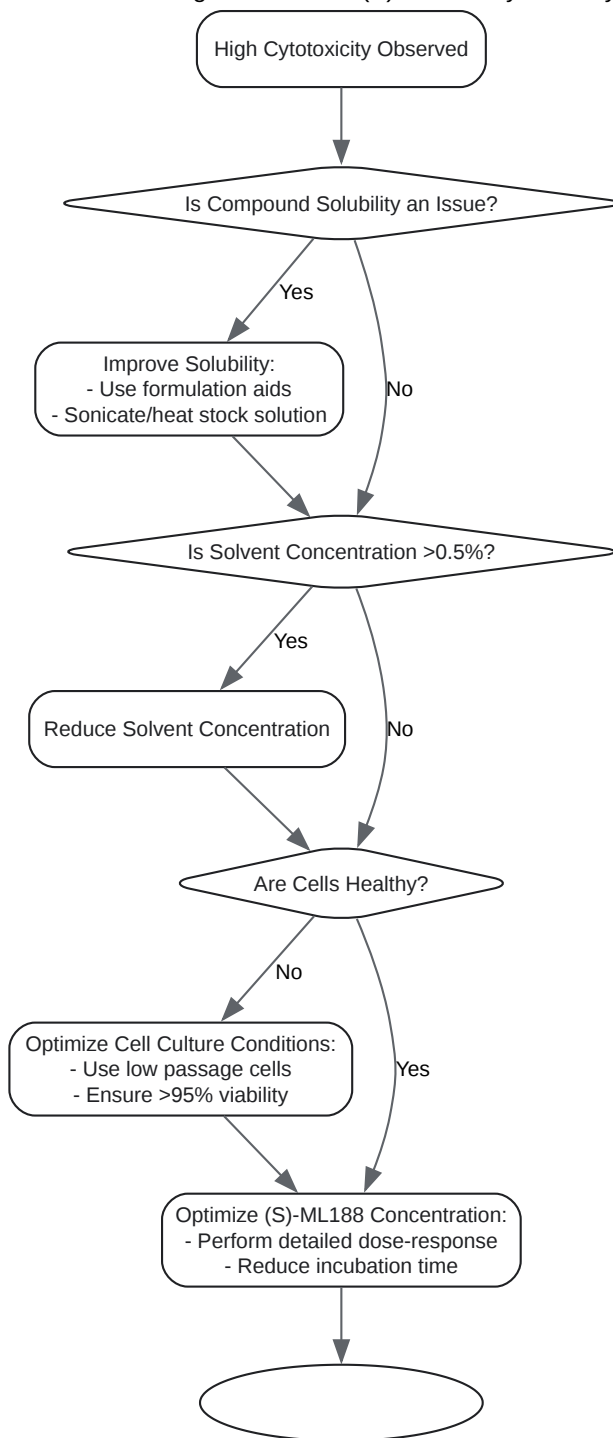 High Cytotoxicity Observed
Is Compound Solubility an Issue?
Yes
Improve Solubility:
- Use formulation aids
- Sonicate/heat stock solution
No
Is Solvent Concentration >0.5%?
Yes
Reduce Solvent Concentration
No
Are Cells Healthy?
No
Optimize Cell Culture Conditions:
- Use low passage cells
- Ensure >95% viability
Yes
Optimize (S)-ML188 Concentration:
- Perform detailed dose-response
- Reduce incubation time